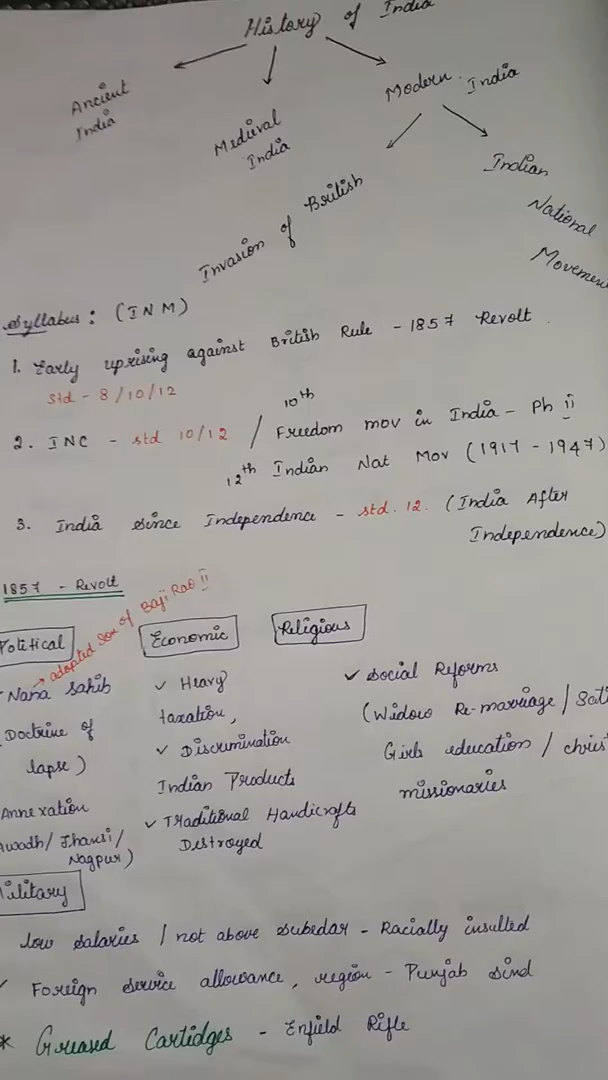 History of India
Ancient India
Medieval India
Modern India
Invasion of British
Indian National Movement
Syllabus : (INM)
1. Early uprising against British Rule - 1857 Revolt
Std - 8/10/12
2. INC - std 10/12 / 10th Freedom mov in India - Ph ii
12th Indian Nat Mov (1917 - 1947)
3. India Since Independence - std. 12. (India After
Independence)
1857 - Revolt
Political
Economic
Religious
→ adopted son of Baji Rao ii
Nana Sahib
Doctrine of
lapse)
Annexation
Awadh/ Jhansi/
Nagpur)
✓ Heavy
taxation,
✓ Discrimination
Indian Products
✓ Traditional Handicrafts
Destroyed
✓ Social Reforms
(Widow Re-marriage / Sati
Girls education / chris
missionaries
Military
low salaries / not above subedar - Racially insulted
✓ Foreign service allowance, region - Punjab Sind
* Greased Cartidges - Enfield Rifle